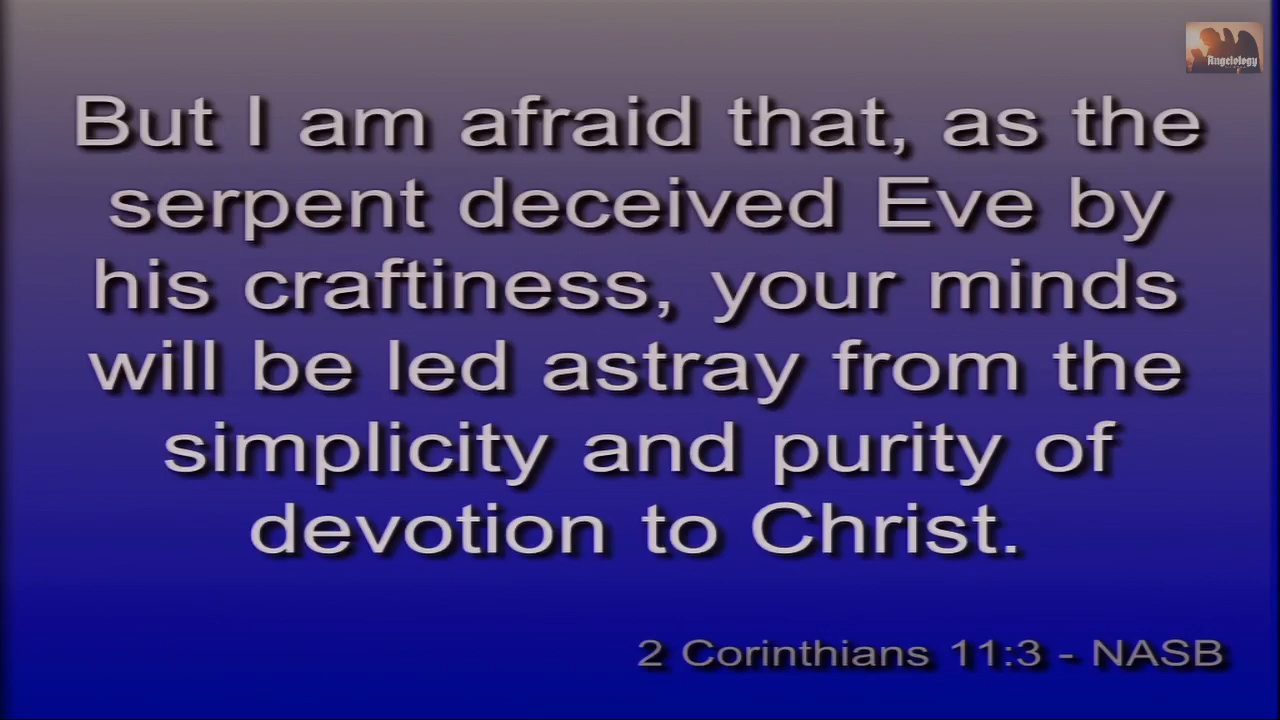 Angelology
But I am afraid that, as the
serpent deceived Eve by
his craftiness, your minds
will be led astray from the
simplicity and purity of
devotion to Christ.
2 Corinthians 11:3 - NASB